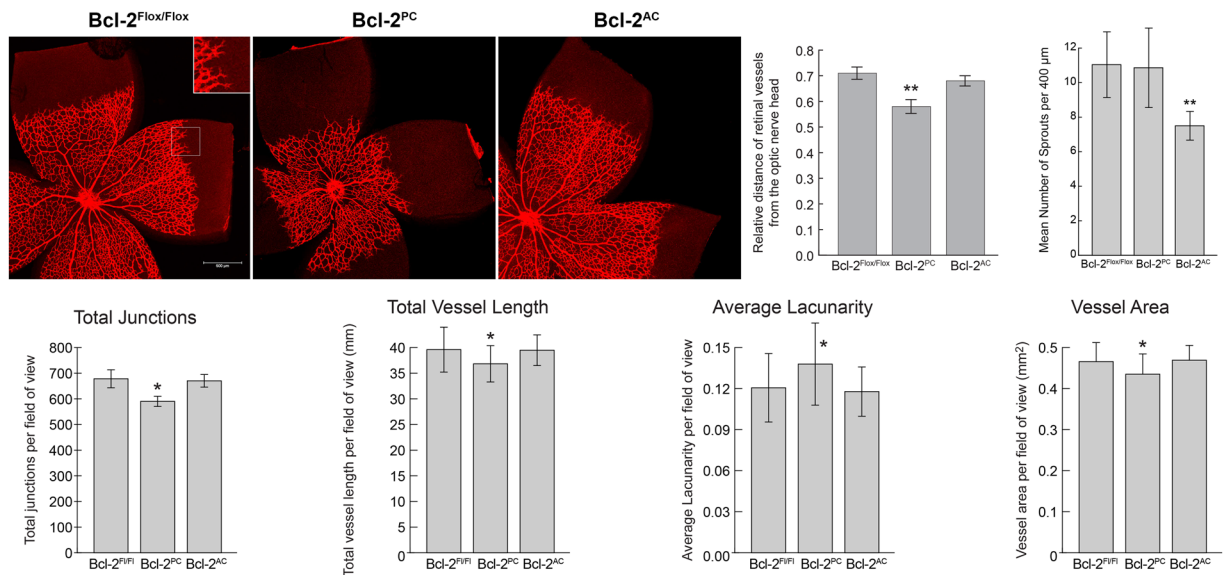 Bcl-2Flox/Flox
Bcl-2PC
Bcl-2AC
500 µm
Relative distance of retinal vessels
from the optic nerve head
0.8
0.7
0.6
0.5
0.4
0.3
0.2
0.1
0.0
**
Bcl-2Flox/Flox Bcl-2PC Bcl-2AC
Mean Number of Sprouts per 400 µm
12
10
8
6
4
2
0
**
Bcl-2Flox/Flox Bcl-2PC Bcl-2AC
Total Junctions
Total junctions per field of view
800
700
600
500
400
300
200
100
0
*
Bcl-2Fl/Fl Bcl-2PC Bcl-2AC
Total Vessel Length
Total vessel length per field of view (mm)
40
35
30
25
20
15
10
5
0
*
Bcl-2Fl/Fl Bcl-2PC Bcl-2AC
Average Lacunarity
Average Lacunarity per field of view
0.15
0.12
0.09
0.06
0.03
0.00
*
Bcl-2Fl/Fl Bcl-2PC Bcl-2AC
Vessel Area
Vessel area per field of view (mm2)
0.5
0.4
0.3
0.2
0.1
0
*
Bcl-2Fl/Fl Bcl-2PC Bcl-2AC